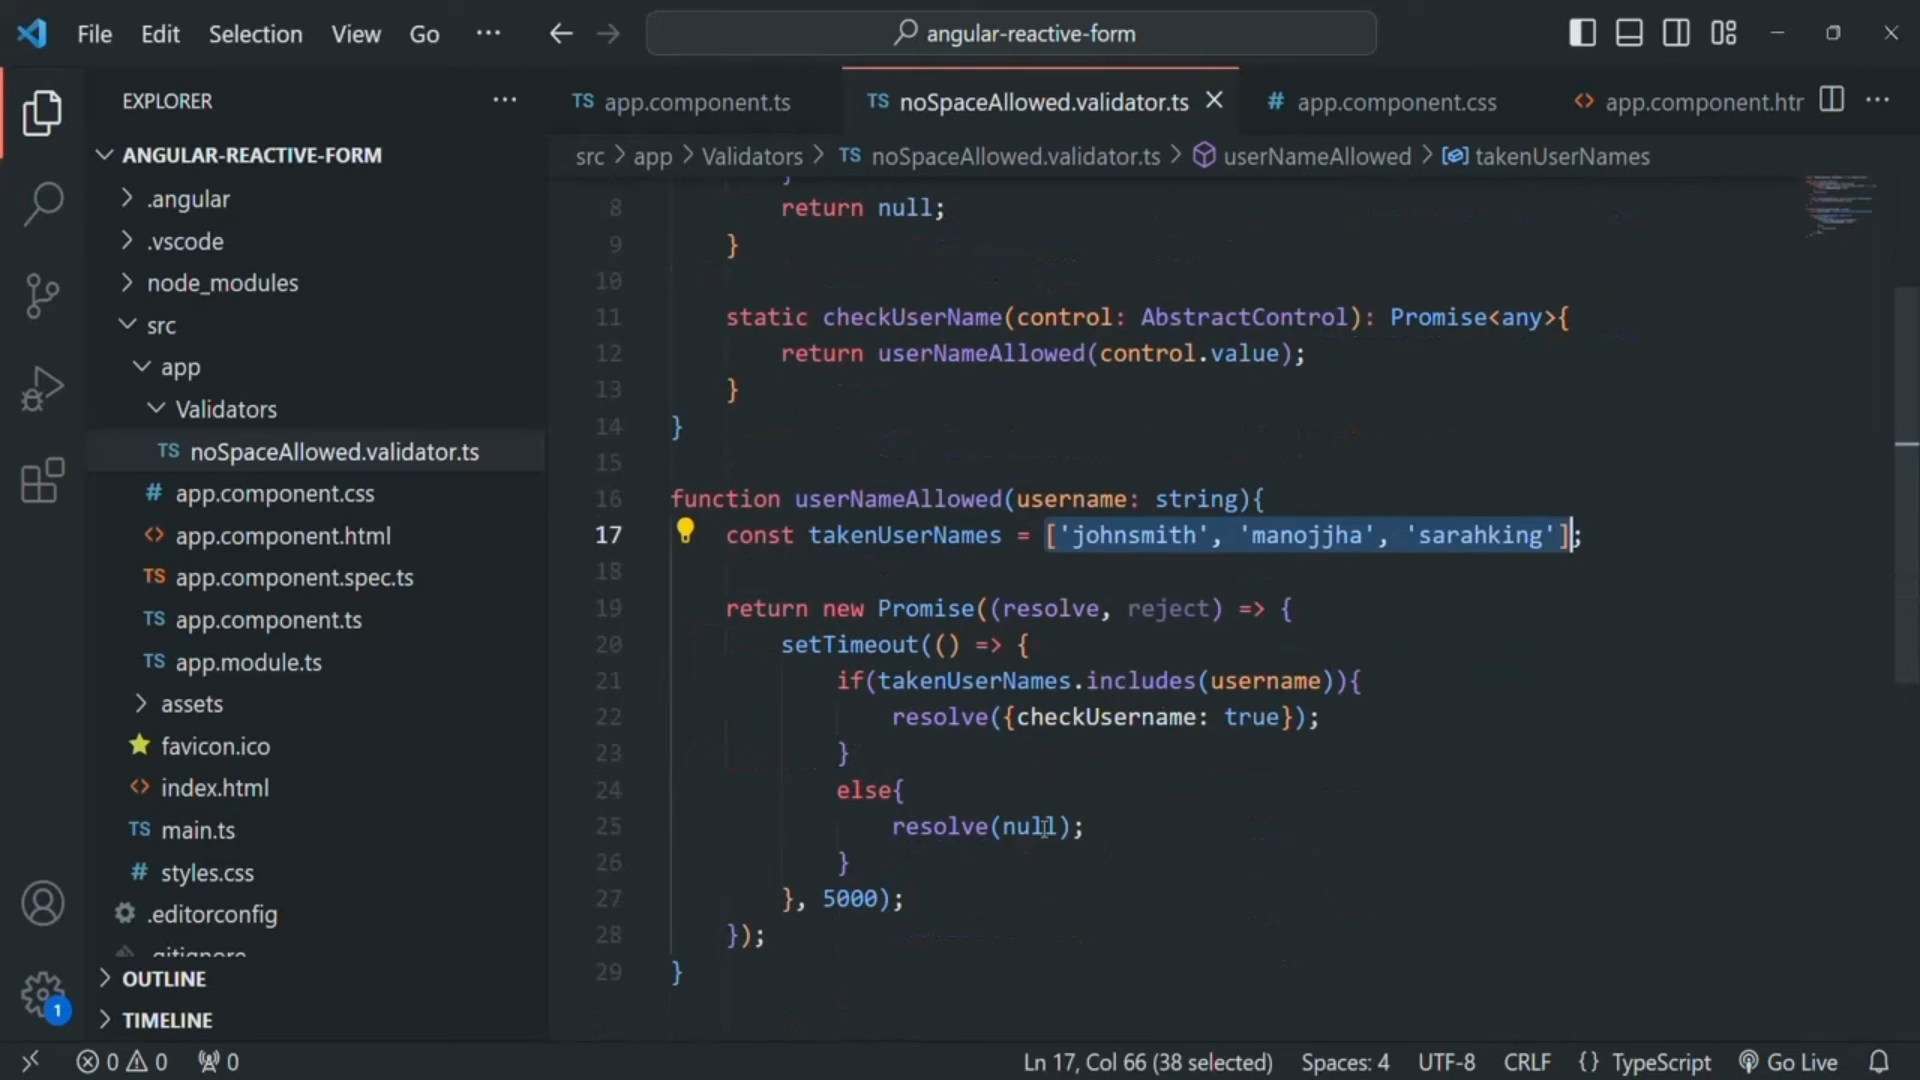 File Edit Selection View Go ··· angular-reactive-form
EXPLORER ···
ANGULAR-REACTIVE-FORM
.angular
.vscode
node_modules
src
app
Validators
TS noSpaceAllowed.validator.ts
# app.component.css
<> app.component.html
TS app.component.spec.ts
TS app.component.ts
TS app.module.ts
assets
favicon.ico
<> index.html
TS main.ts
# styles.css
.editorconfig
.gitignore
OUTLINE
TIMELINE
1
TS app.component.ts TS noSpaceAllowed.validator.ts # app.component.css <> app.component.htr ···
src > app > Validators > TS noSpaceAllowed.validator.ts > userNameAllowed > takenUserNames
8 return null;
9 }
10
11 static checkUserName(control: AbstractControl): Promise<any>{
12 return userNameAllowed(control.value);
13 }
14 }
15
16 function userNameAllowed(username: string){
17 const takenUserNames = ['johnsmith', 'manojjha', 'sarahking'];
18
19 return new Promise((resolve, reject) => {
20 setTimeout(() => {
21 if(takenUserNames.includes(username)){
22 resolve({checkUsername: true});
23 }
24 else{
25 resolve(null);
26 }
27 }, 5000);
28 });
29 }
0 0 0 Ln 17, Col 66 (38 selected) Spaces: 4 UTF-8 CRLF {} TypeScript Go Live